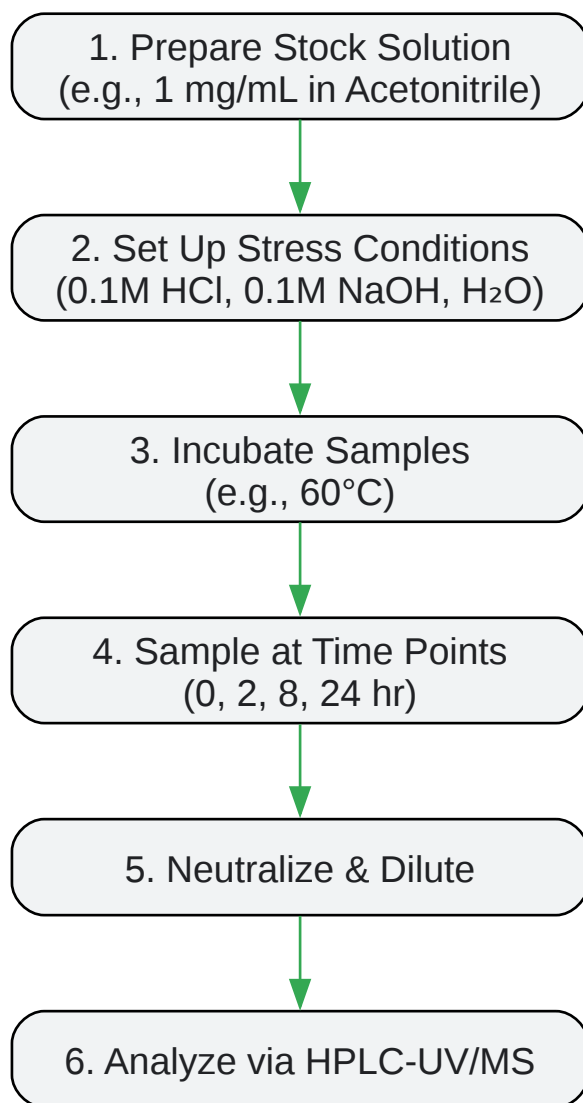 1. Prepare Stock Solution
(e.g., 1 mg/mL in Acetonitrile)
2. Set Up Stress Conditions
(0.1M HCl, 0.1M NaOH, H₂O)
3. Incubate Samples
(e.g., 60°C)
4. Sample at Time Points
(0, 2, 8, 24 hr)
5. Neutralize & Dilute
6. Analyze via HPLC-UV/MS